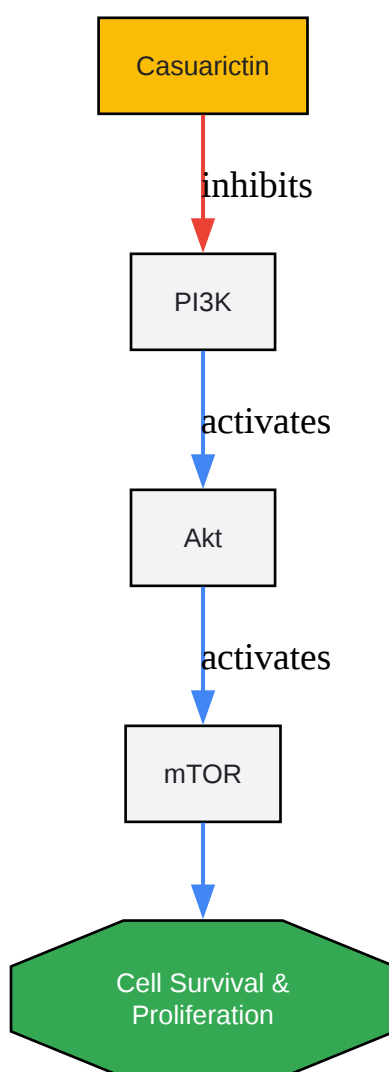 Casuarictin
inhibits
PI3K
activates
Akt
activates
mTOR
Cell Survival &
Proliferation